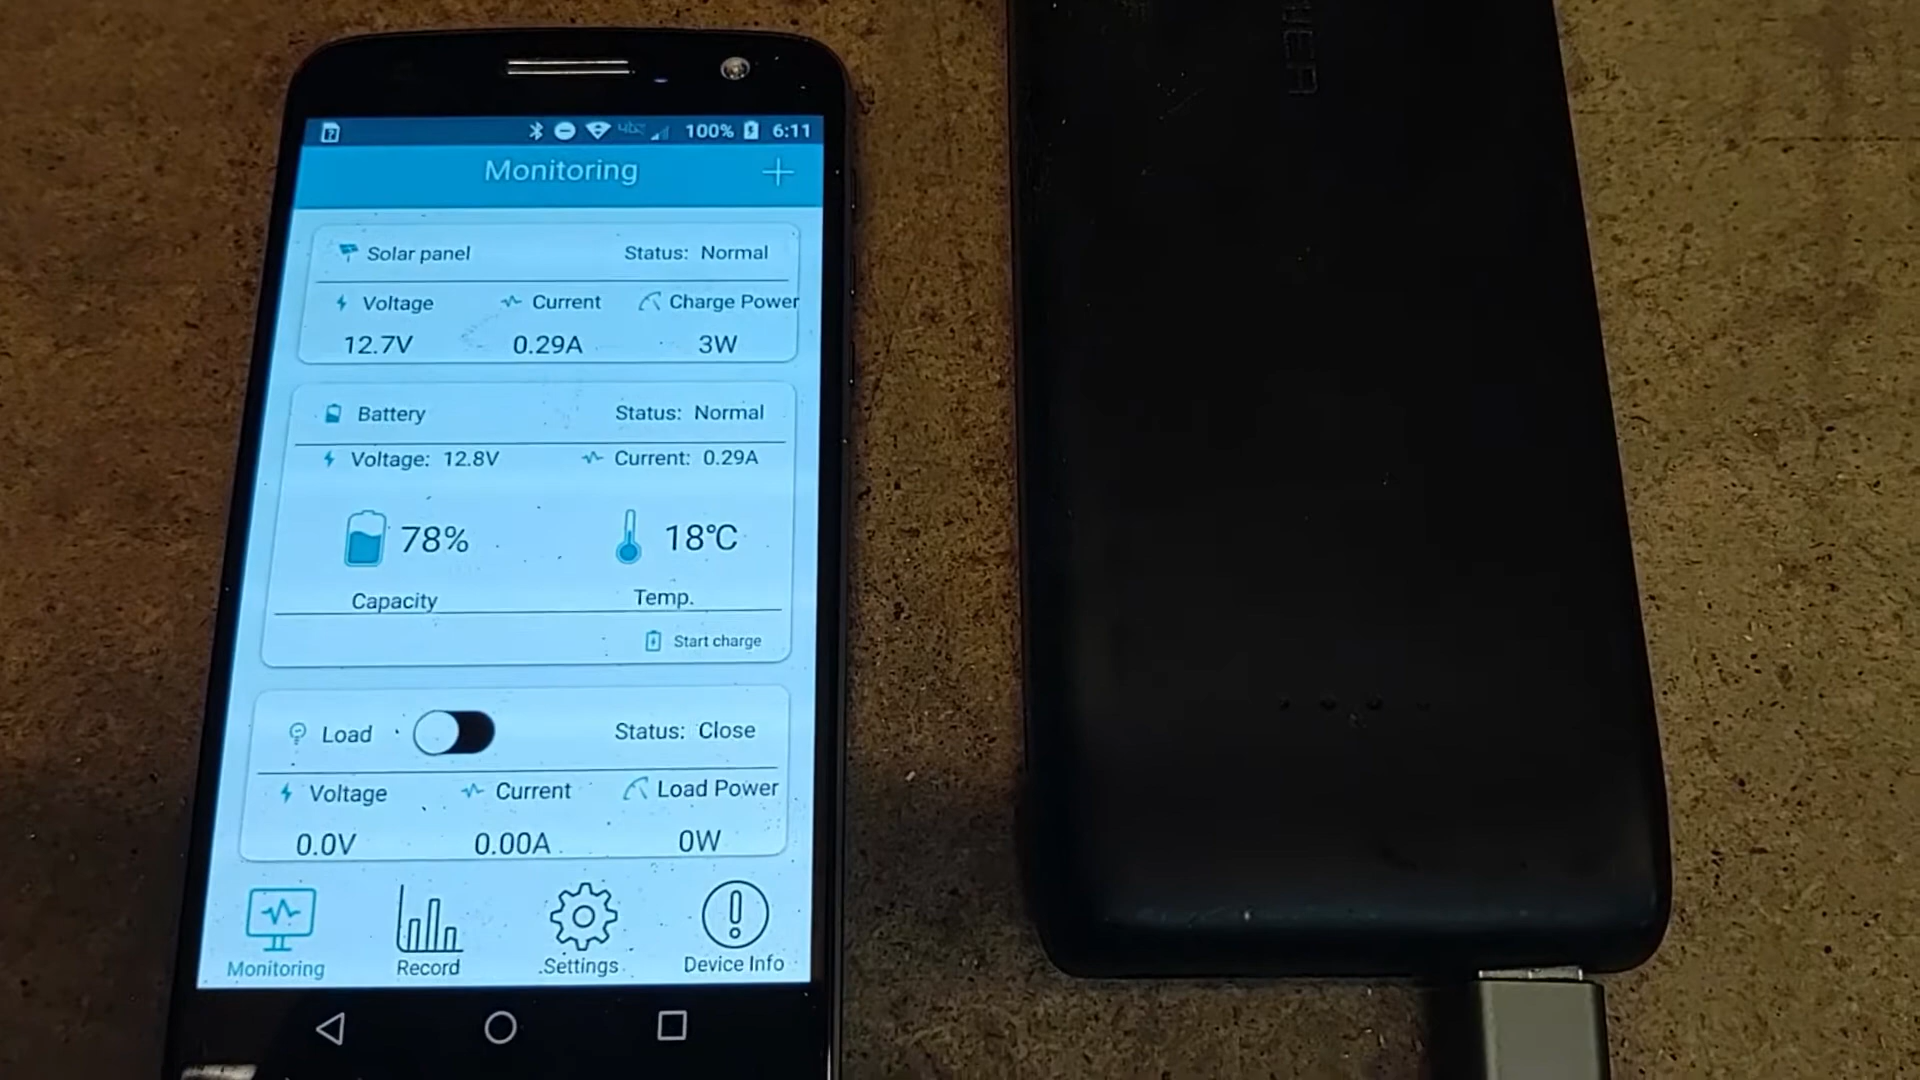 100% 6:11
Monitoring +
Solar panel Status: Normal
Voltage Current Charge Power
12.7V 0.29A 3W
Battery Status: Normal
Voltage: 12.8V Current: 0.29A
78% 18℃
Capacity Temp.
Start charge
Load Status: Close
Voltage Current Load Power
0.0V 0.00A 0W
Monitoring Record Settings Device Info